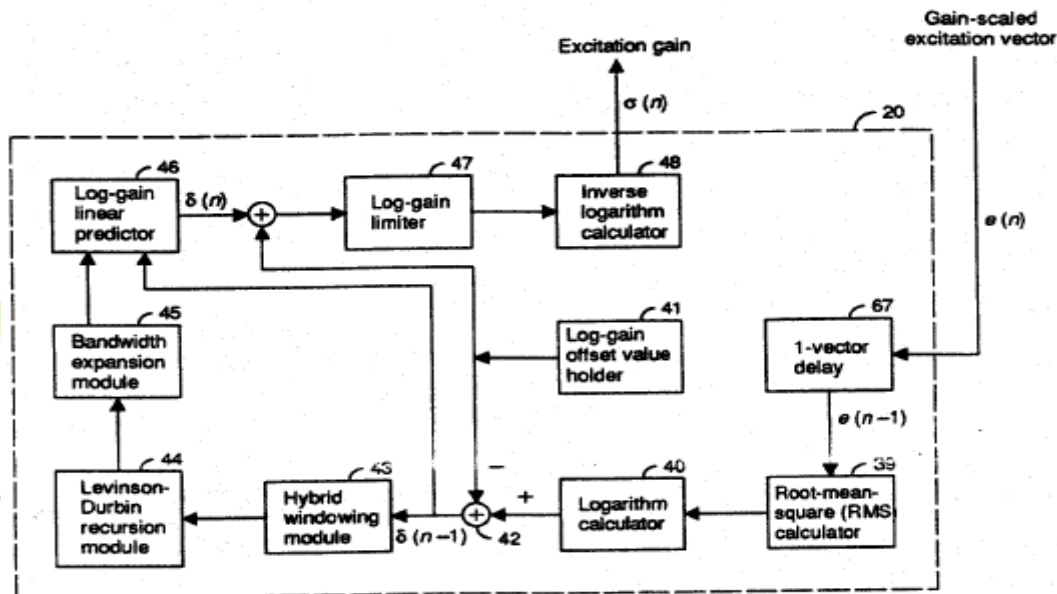 Gain-scaled
excitation vector
Excitation gain
σ (n)
20
46
Log-gain
linear
predictor
δ (n)
+
47
Log-gain
limiter
48
Inverse
logarithm
calculator
e (n)
45
Bandwidth
expansion
module
41
Log-gain
offset value
holder
67
1-vector
delay
e (n –1)
44
Levinson-
Durbin
recursion
module
43
Hybrid
windowing
module
δ (n–1)
–
+
+
42
40
Logarithm
calculator
39
Root-mean-
square (RMS)
calculator